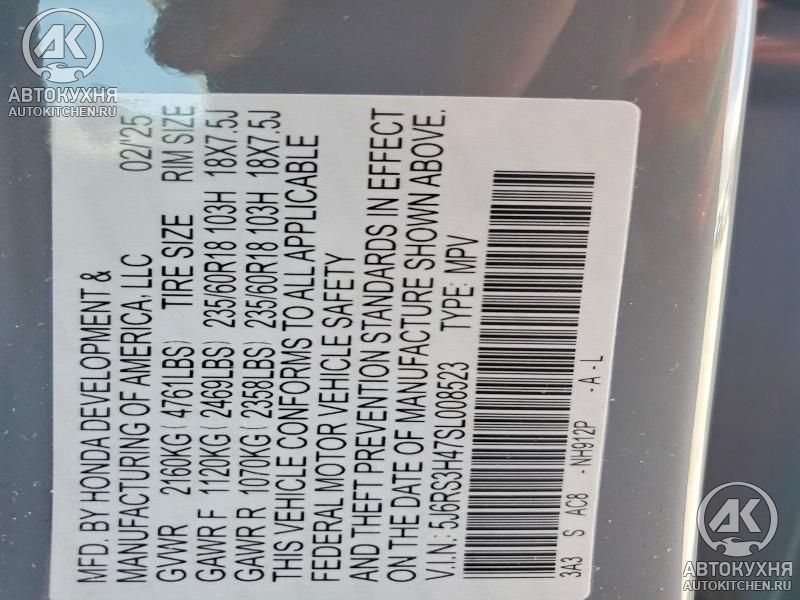 AK
АВТОКУХНЯ
AUTOKITCHEN.RU
MFD. BY HONDA DEVELOPMENT &
MANUFACTURING OF AMERICA, LLC 02/'25
GVWR 2160KG (4761LBS) TIRE SIZE RIM SIZE
GAWR F 1120KG (2469LBS) 235/60R18 103H 18X7.5J
GAWR R 1070KG (2358LBS) 235/60R18 103H 18X7.5J
THIS VEHICLE CONFORMS TO ALL APPLICABLE
FEDERAL MOTOR VEHICLE SAFETY
AND THEFT PREVENTION STANDARDS IN EFFECT
ON THE DATE OF MANUFACTURE SHOWN ABOVE.
V.I.N: 5J6RS3H47SL008523 TYPE: MPV
3A3 S AC8 -NH912P -A-L
AK
АВТОКУХНЯ
AUTOKITCHEN.RU